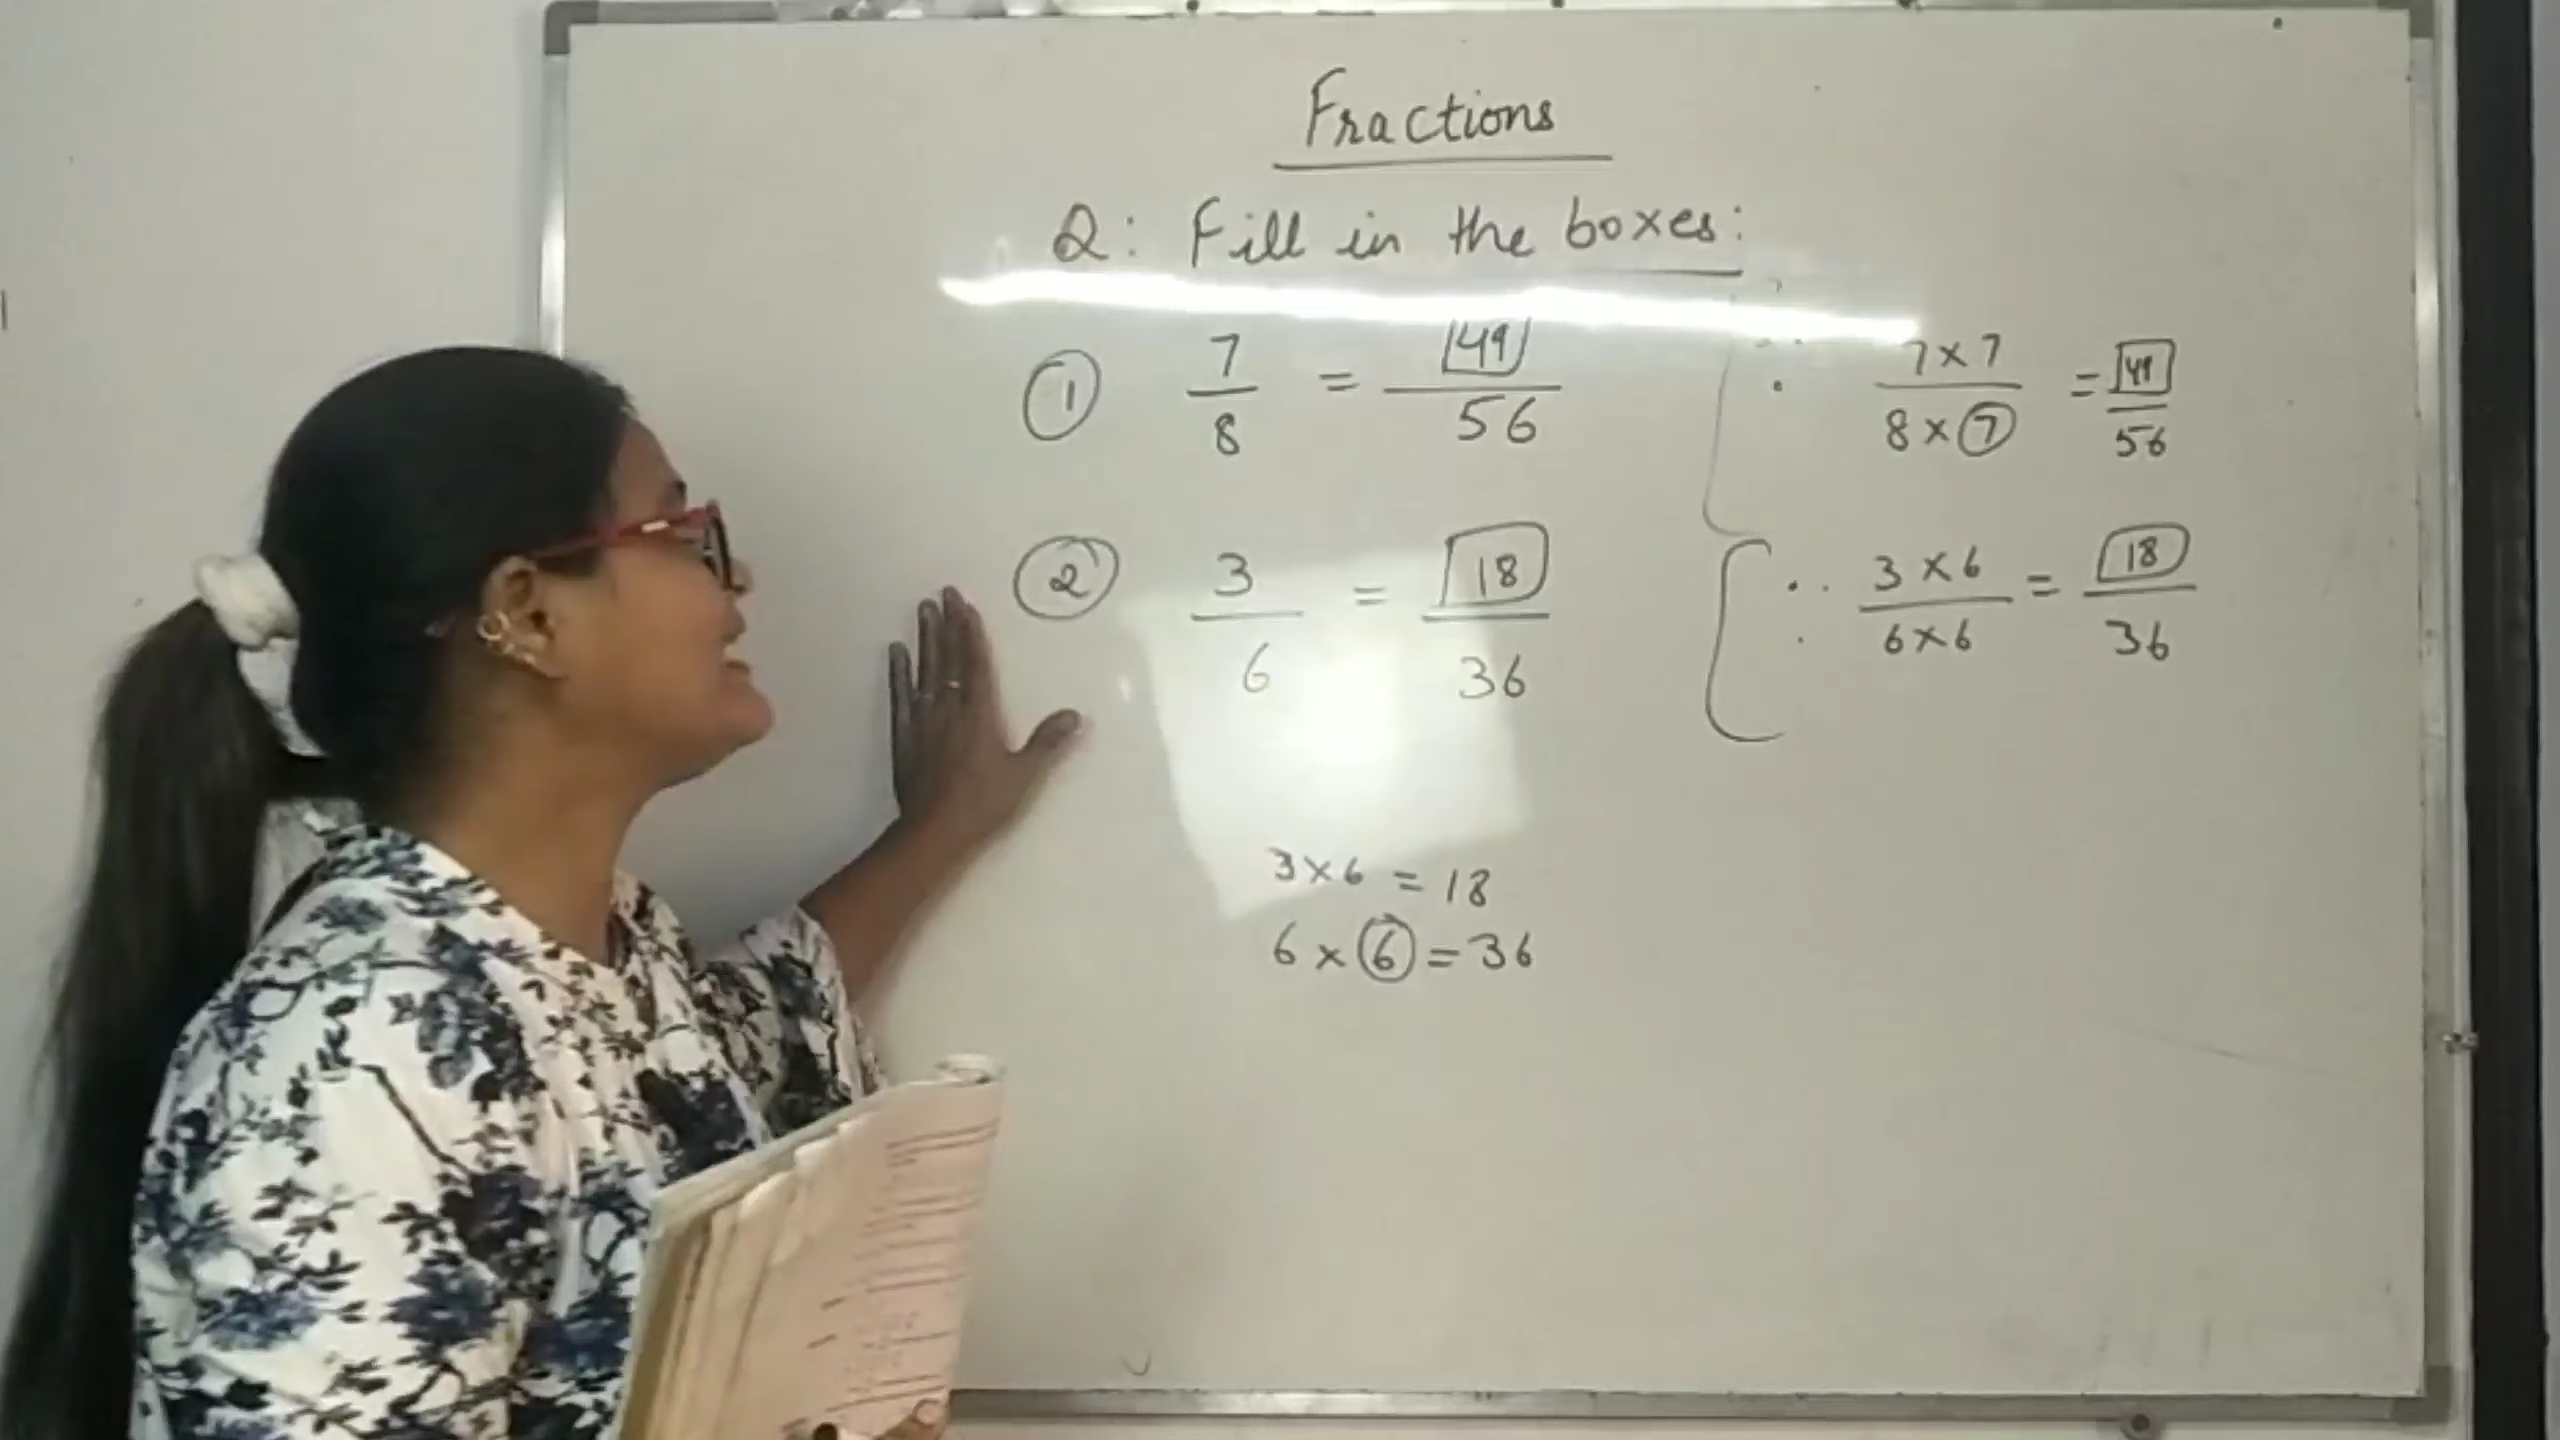 Fractions
Q: Fill in the boxes:
① 7/8 = 49/56 ∴ 7×7/8×⑦ = 49/56
② 3/6 = 18/36 ∴ 3×6/6×6 = 18/36
3×6 = 18
6×⑥ = 36